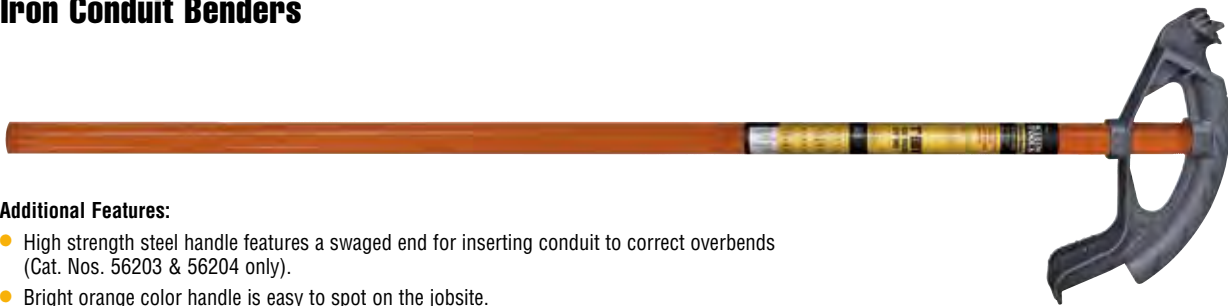 Iron Conduit Benders
Additional Features:
● High strength steel handle features a swaged end for inserting conduit to correct overbends
(Cat. Nos. 56203 & 56204 only).
● Bright orange color handle is easy to spot on the jobsite.